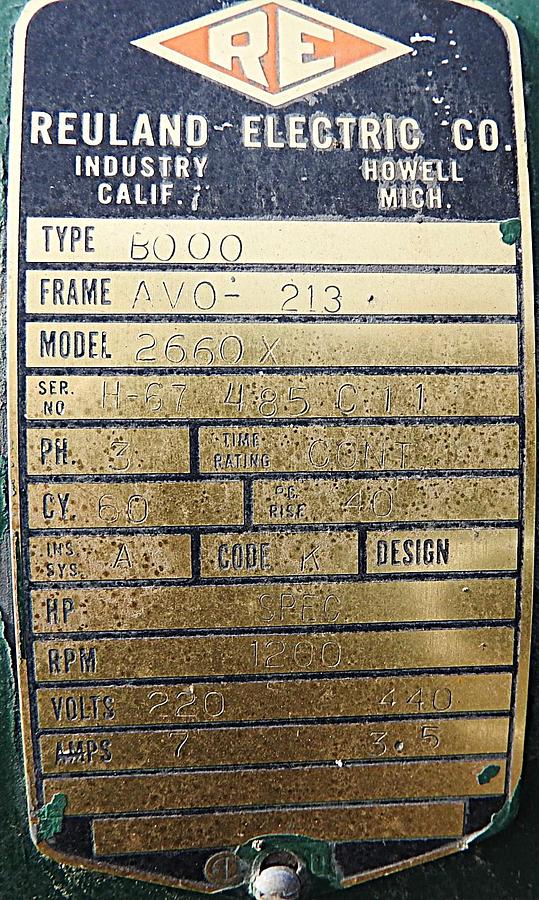 RE
REULAND ELECTRIC CO.
INDUSTRY CALIF. HOWELL MICH.
TYPE B000
FRAME AVO- 213
MODEL 2660X
SER. NO H-67 485 C 11
PH. 3 TIME RATING CONT
CY. 60 °C. RISE 40
INS SYS. A CODE K DESIGN
HP SPEC.
RPM 1200
VOLTS 220 440
AMPS 7 3.5